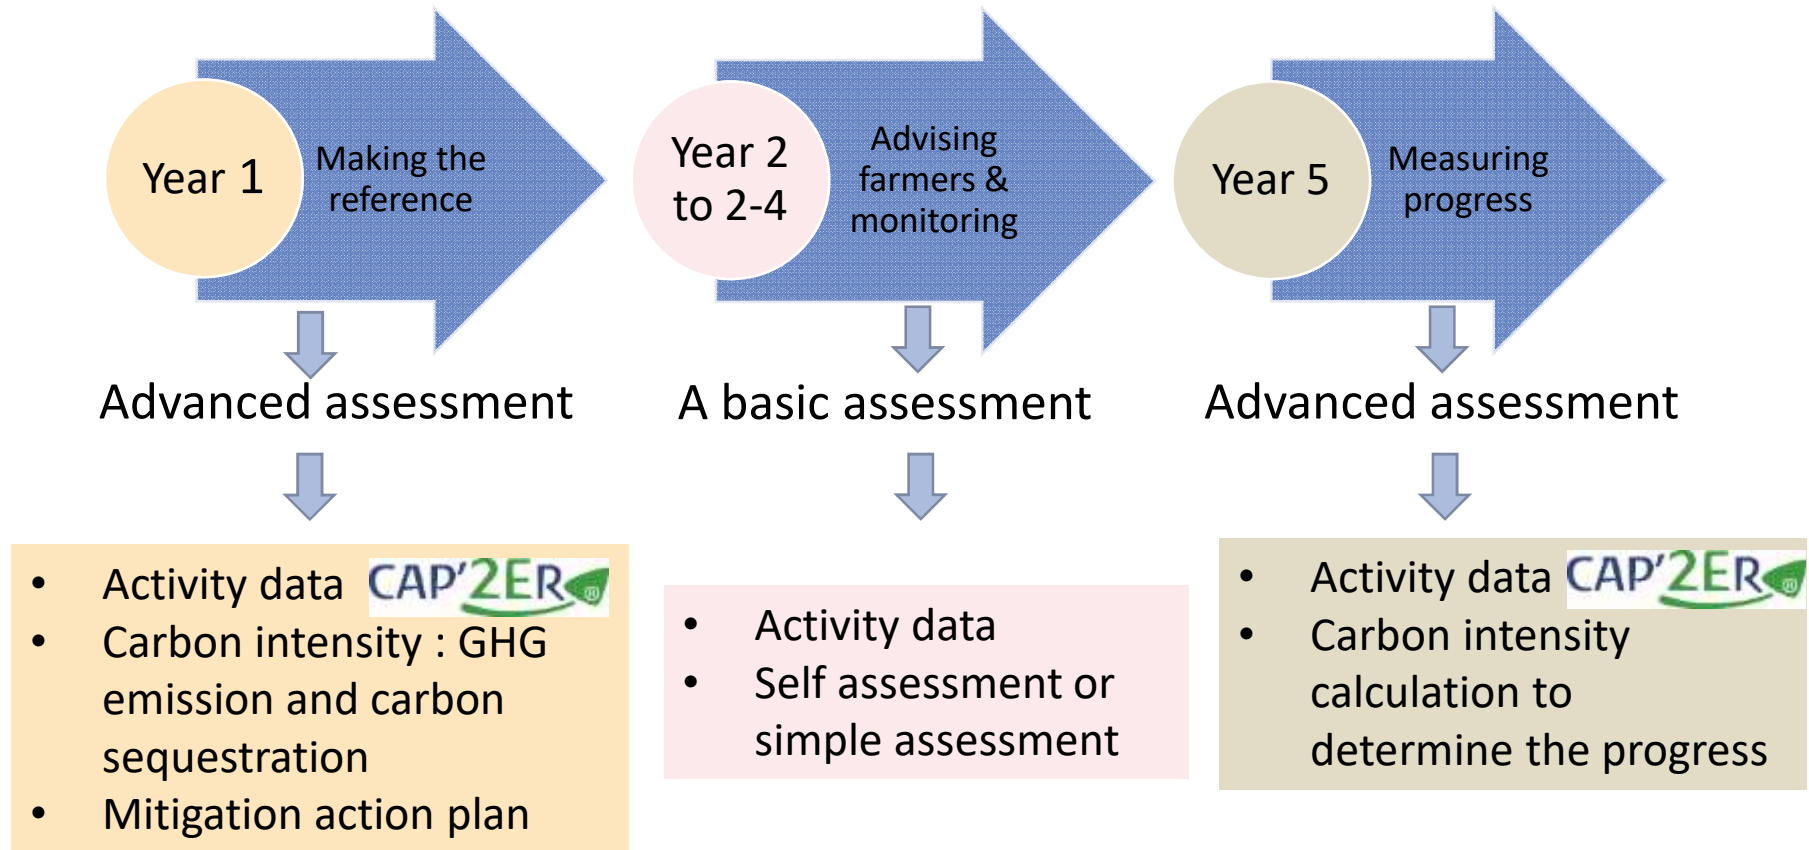 Year 1
Making the
reference
Year 2
to 2-4
Advising
farmers &
monitoring
Year 5
Measuring
progress
Advanced assessment
A basic assessment
Advanced assessment
• Activity data CAP'2ER®
• Carbon intensity : GHG
emission and carbon
sequestration
• Mitigation action plan
• Activity data
• Self assessment or
simple assessment
• Activity data CAP'2ER®
• Carbon intensity
calculation to
determine the progress